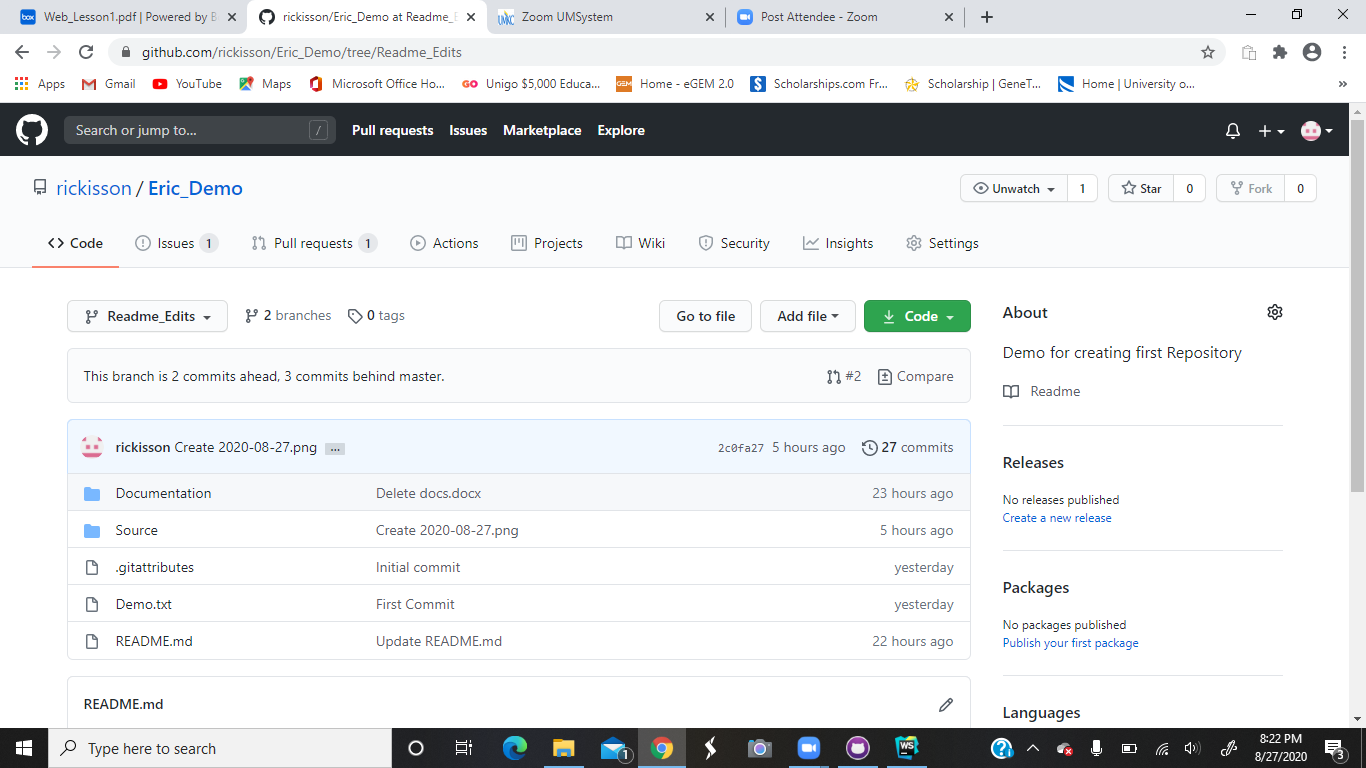 Web_Lesson1.pdf | Powered by B
rickisson/Eric_Demo at Readme_E
Zoom UMSystem
Post Attendee - Zoom
github.com/rickisson/Eric_Demo/tree/Readme_Edits
Apps Gmail YouTube Maps Microsoft Office Ho... Unigo $5,000 Educa... Home - eGEM 2.0 Scholarships.com Fr... Scholarship | GeneT... Home | University o... »
Search or jump to... / Pull requests Issues Marketplace Explore
rickisson / Eric_Demo Unwatch 1 Star 0 Fork 0
Code Issues 1 Pull requests 1 Actions Projects Wiki Security Insights Settings
Readme_Edits 2 branches 0 tags Go to file Add file Code
This branch is 2 commits ahead, 3 commits behind master. #2 Compare
rickisson Create 2020-08-27.png ... 2c0fa27 5 hours ago 27 commits
Documentation Delete docs.docx 23 hours ago
Source Create 2020-08-27.png 5 hours ago
.gitattributes Initial commit yesterday
Demo.txt First Commit yesterday
README.md Update README.md 22 hours ago
README.md
About
Demo for creating first Repository
Readme
Releases
No releases published
Create a new release
Packages
No packages published
Publish your first package
Languages
Type here to search
1
WS
8:22 PM
8/27/2020
3